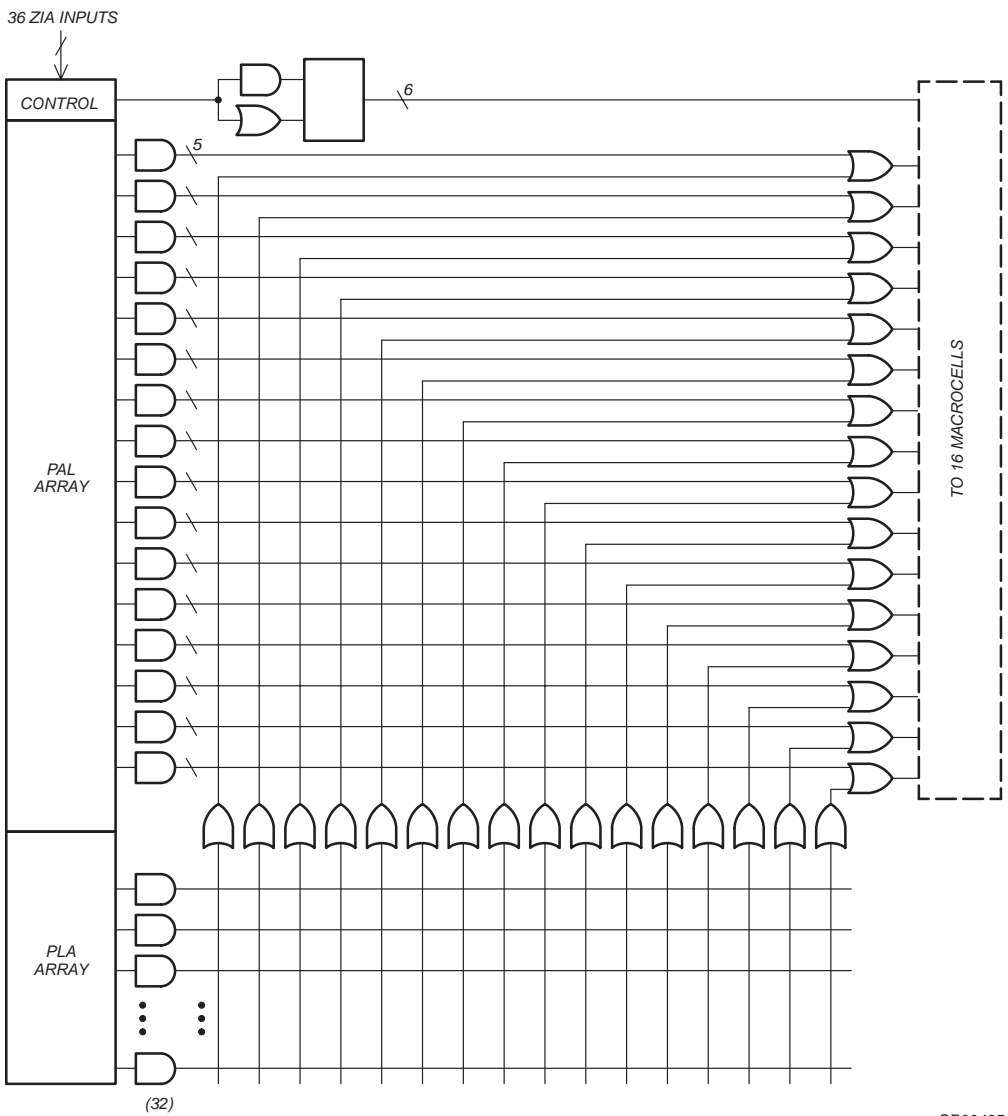 36 ZIA INPUTS
CONTROL
6
5
PAL
ARRAY
TO 16 MACROCELLS
PLA
ARRAY
(32)